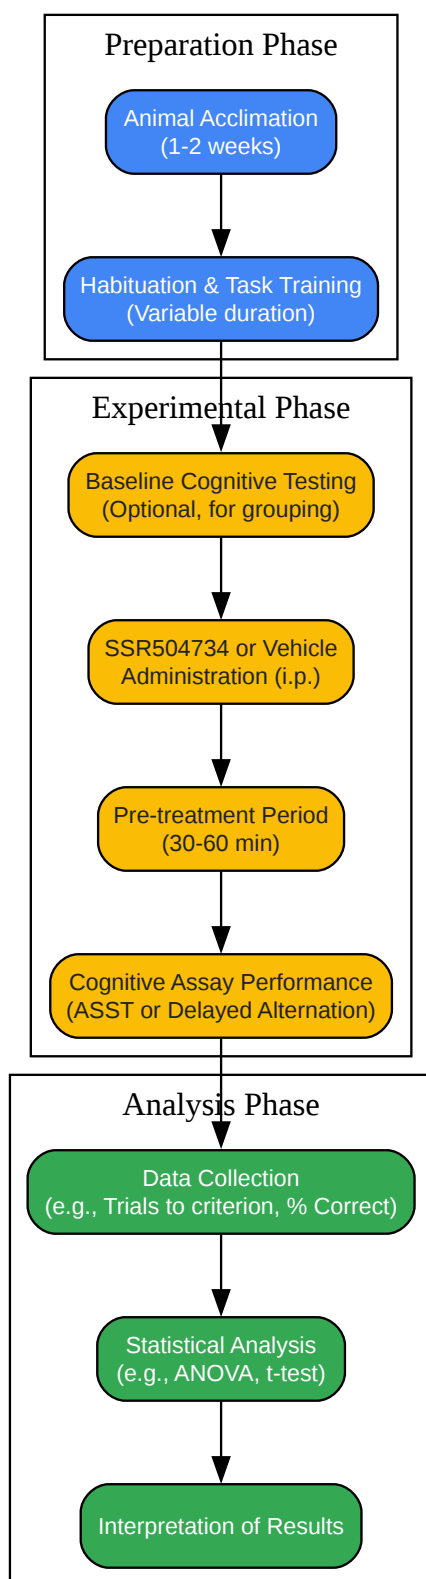 Preparation Phase
Animal Acclimation
(1-2 weeks)
Habituation & Task Training
(Variable duration)
Experimental Phase
Baseline Cognitive Testing
(Optional, for grouping)
SSR504734 or Vehicle
Administration (i.p.)
Pre-treatment Period
(30-60 min)
Cognitive Assay Performance
(ASST or Delayed Alternation)
Analysis Phase
Data Collection
(e.g., Trials to criterion, % Correct)
Statistical Analysis
(e.g., ANOVA, t-test)
Interpretation of Results